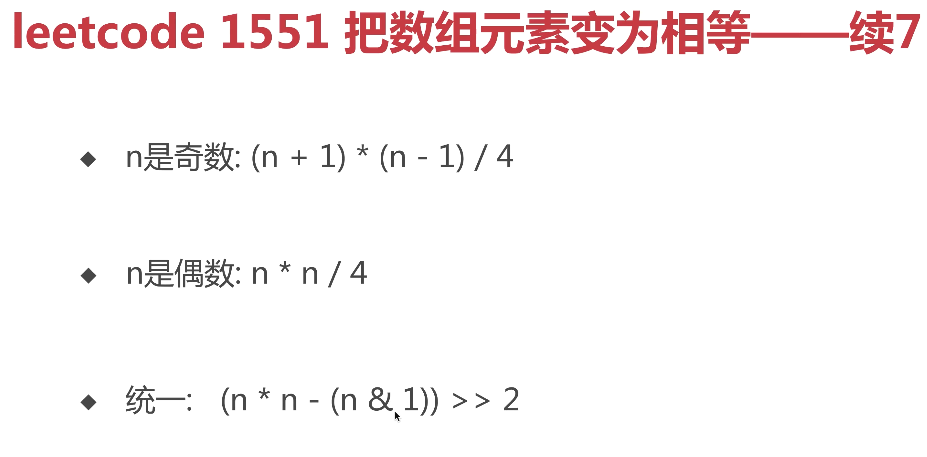 leetcode 1551 把数组元素变为相等——续7
n是奇数: (n + 1) * (n - 1) / 4
n是偶数: n * n / 4
统一: (n * n - (n & 1)) >> 2